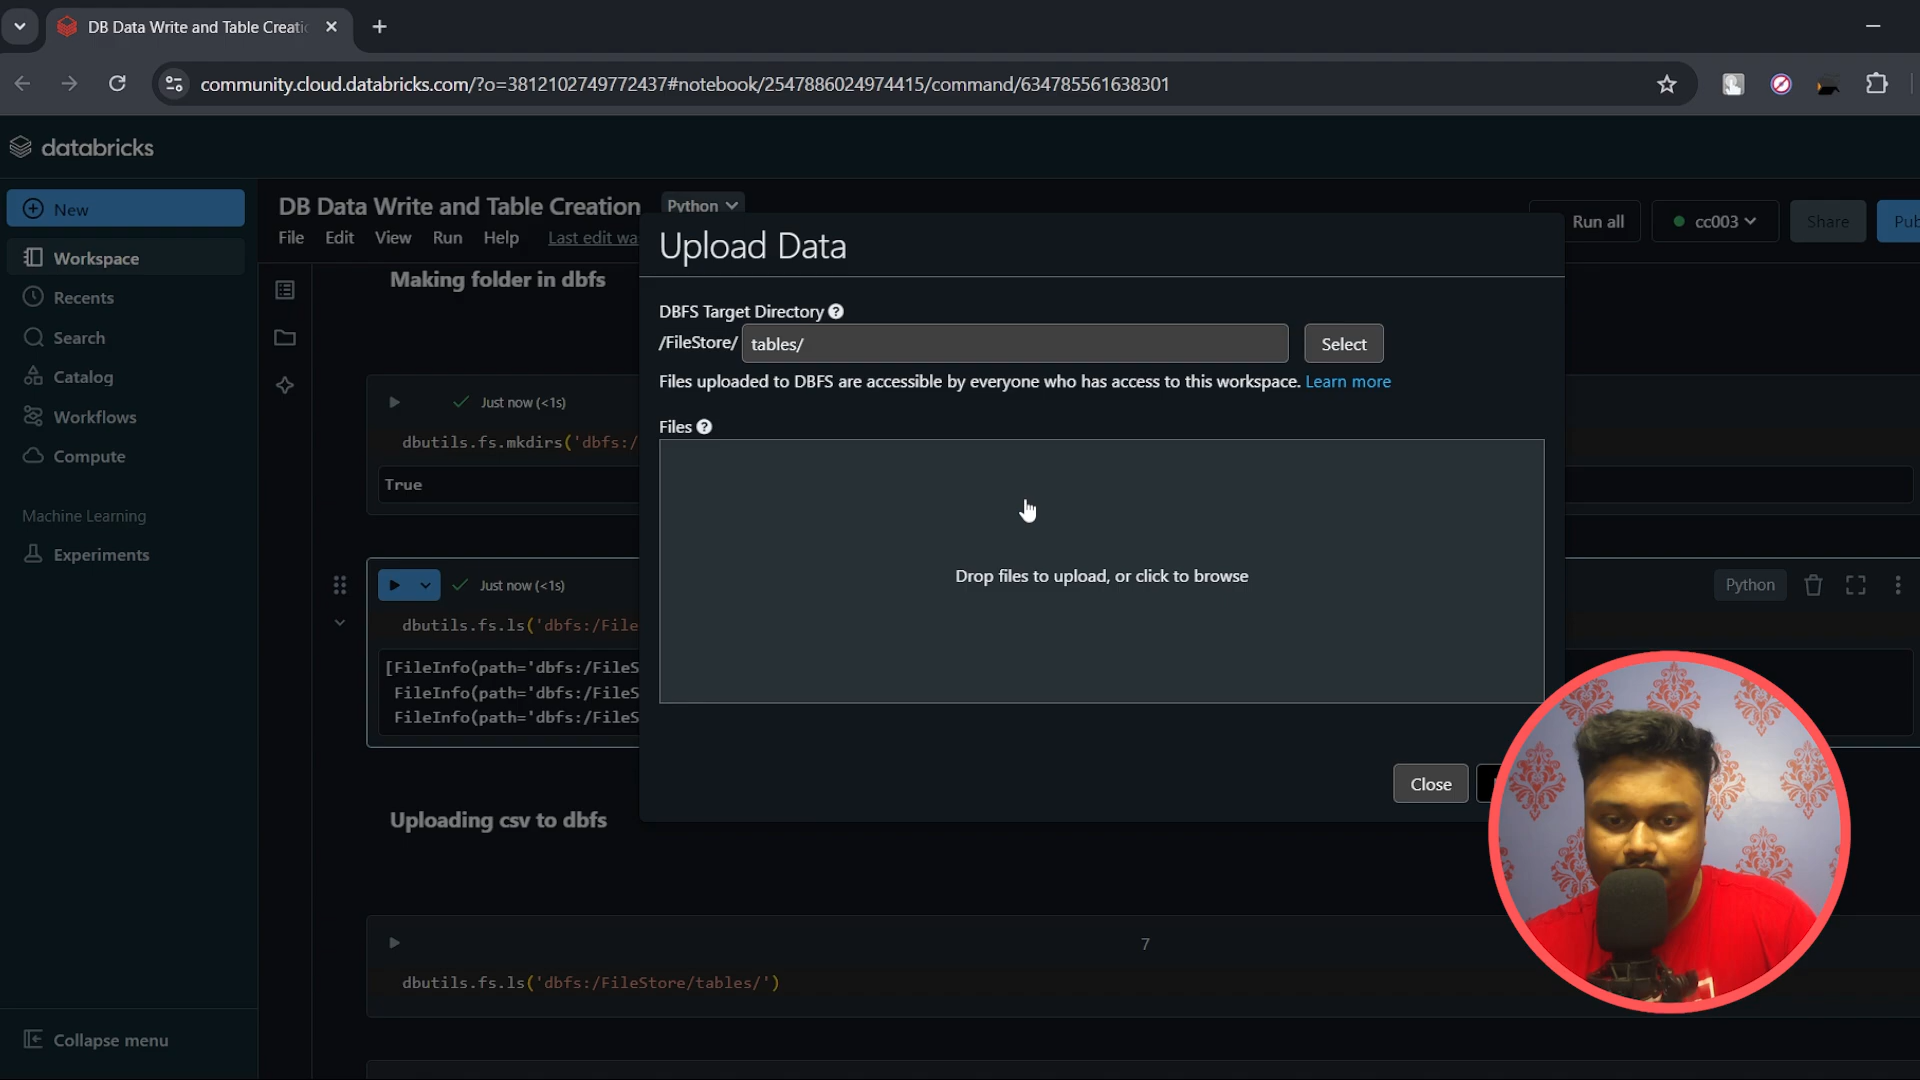 DB Data Write and Table Creati
community.cloud.databricks.com/?o=3812102749772437#notebook/2547886024974415/command/634785561638301
databricks
New
Workspace
Recents
Search
Catalog
Workflows
Compute
Machine Learning
Experiments
Collapse menu
DB Data Write and Table Creation
Python
File Edit View Run Help Last edit wa
Run all
cc003
Share
Pub
Making folder in dbfs
Just now (<1s)
dbutils.fs.mkdirs('dbfs:/
True
Just now (<1s)
Python
dbutils.fs.ls('dbfs:/File
[FileInfo(path='dbfs:/FileS
FileInfo(path='dbfs:/FileS
FileInfo(path='dbfs:/FileS
Uploading csv to dbfs
7
dbutils.fs.ls('dbfs:/FileStore/tables/')
Upload Data
DBFS Target Directory ?
/FileStore/ tables/
Select
Files uploaded to DBFS are accessible by everyone who has access to this workspace. Learn more
Files ?
Drop files to upload, or click to browse
Close